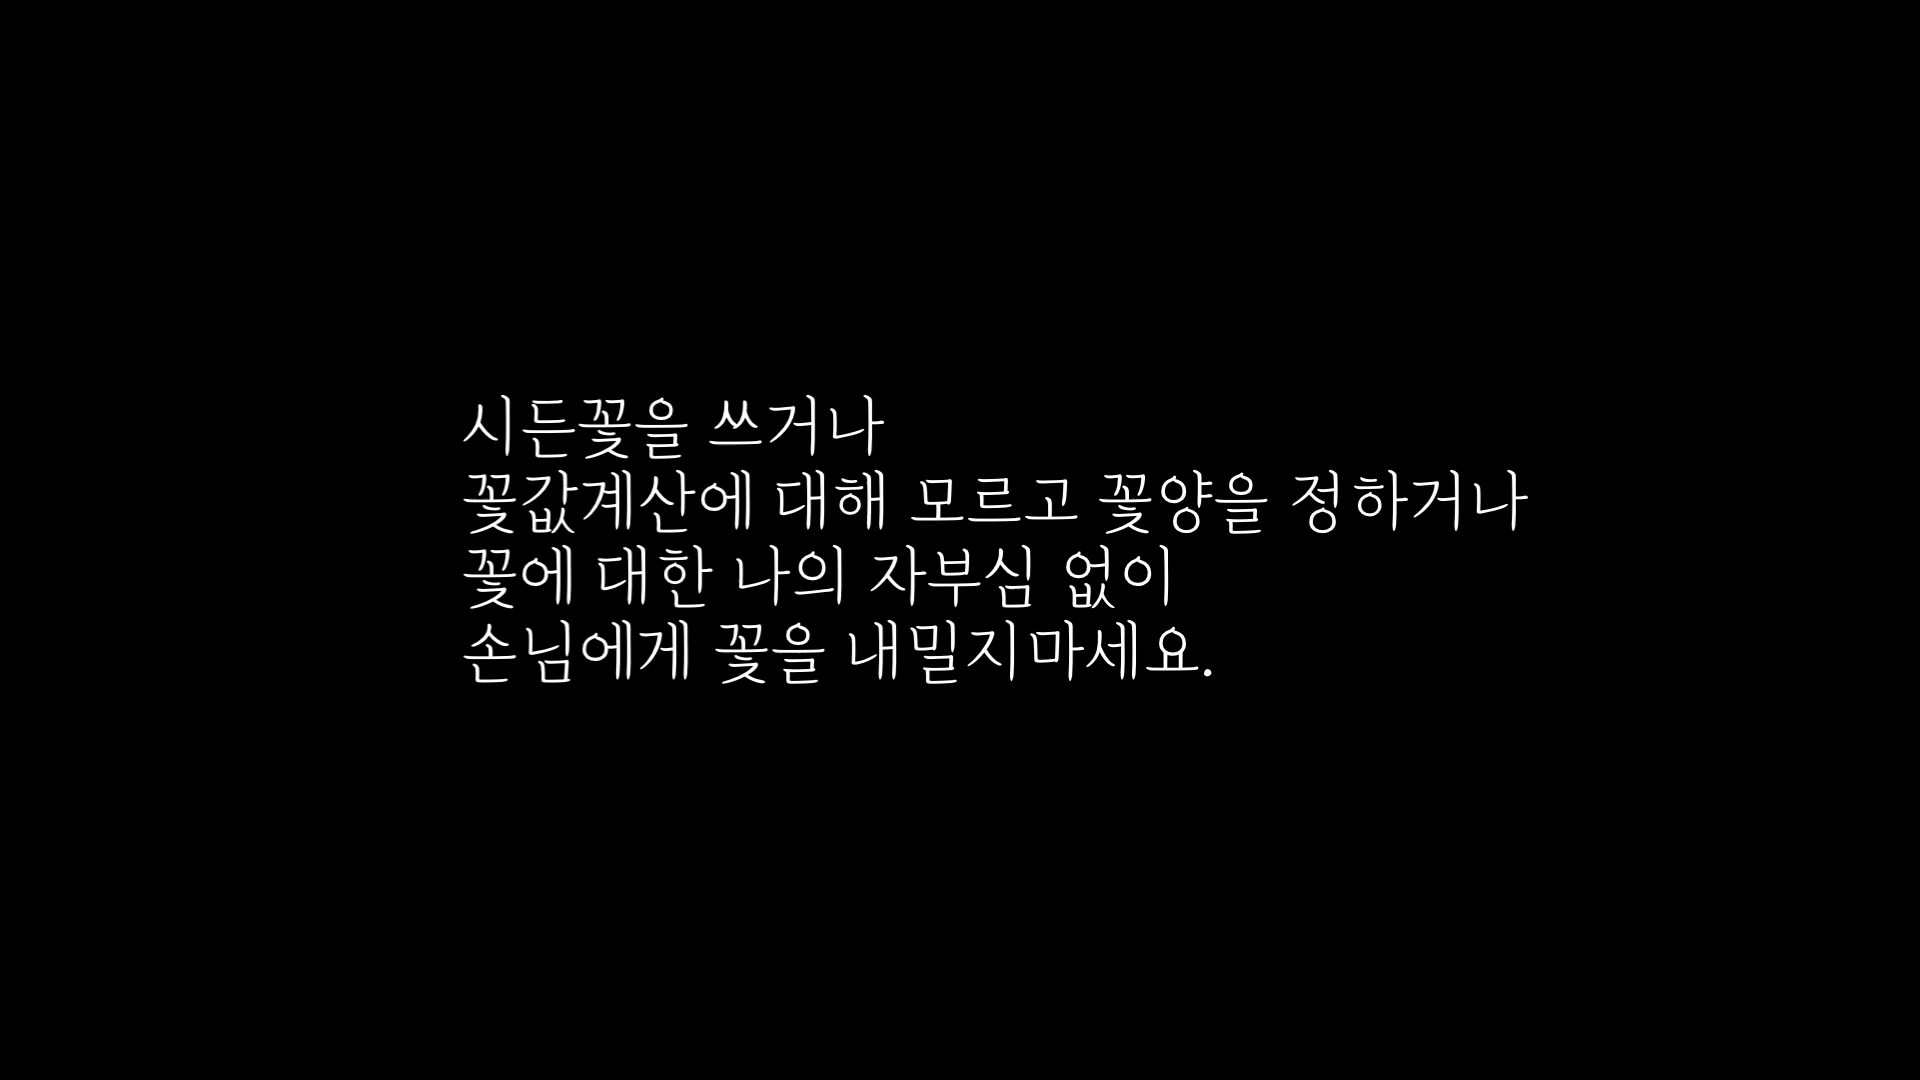 시든꽃을 쓰거나
꽃값계산에 대해 모르고 꽃양을 정하거나
꽃에 대한 나의 자부심 없이
손님에게 꽃을 내밀지마세요.